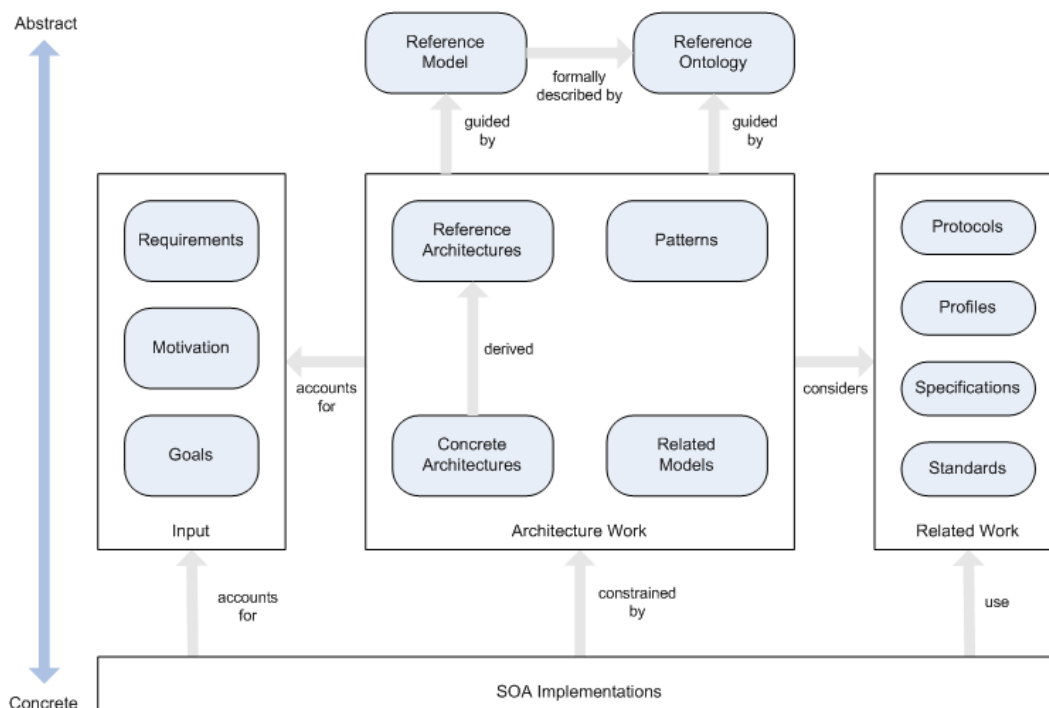 Abstract
Reference
Model
Reference
Ontology
formally
described by
guided
by
guided
by
Requirements
Reference
Architectures
Patterns
Protocols
Profiles
Motivation
derived
accounts
for
considers
Specifications
Goals
Concrete
Architectures
Related
Models
Standards
Input
Architecture Work
Related Work
accounts
for
constrained
by
use
SOA Implementations
Concrete